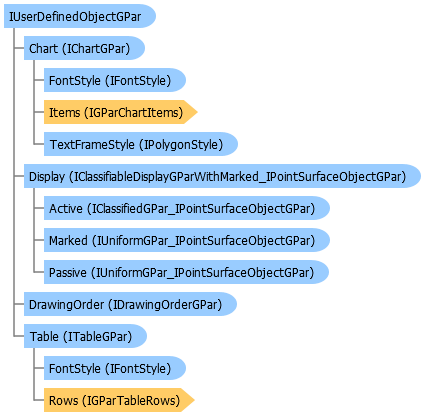 IUserDefinedObjectGPar
Chart (IChartGPar)
FontStyle (IFontStyle)
Items (IGParChartItems)
TextFrameStyle (IPolygonStyle)
Display (IClassifiableDisplayGParWithMarked_IPointSurfaceObjectGPar)
Active (IClassifiedGPar_IPointSurfaceObjectGPar)
Marked (IUniformGPar_IPointSurfaceObjectGPar)
Passive (IUniformGPar_IPointSurfaceObjectGPar)
DrawingOrder (IDrawingOrderGPar)
Table (ITableGPar)
FontStyle (IFontStyle)
Rows (IGParTableRows)